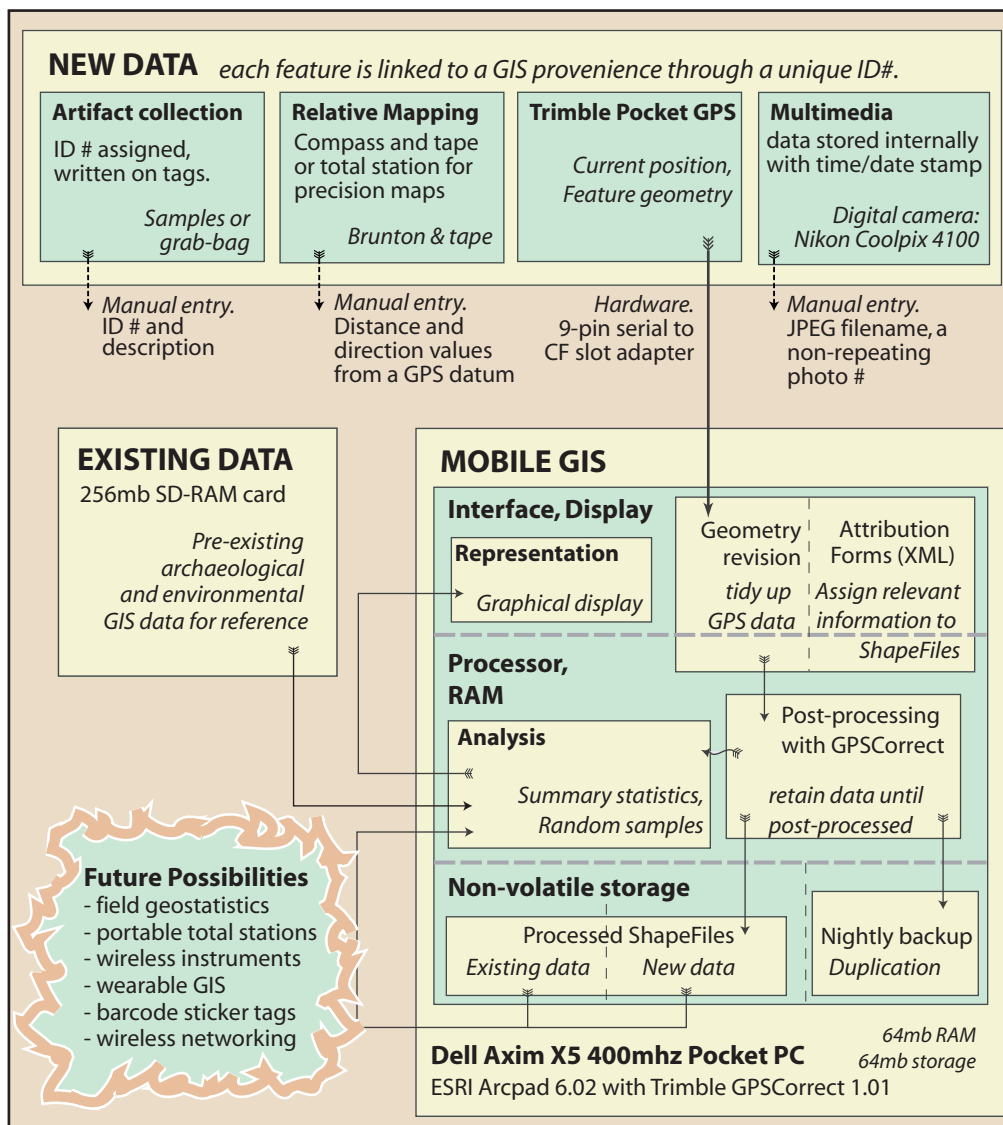 NEW DATA each feature is linked to a GIS provenience through a unique ID#.
Artifact collection
ID # assigned,
written on tags.
Samples or
grab-bag
Relative Mapping
Compass and tape
or total station for
precision maps
Brunton & tape
Trimble Pocket GPS
Current position,
Feature geometry
Multimedia
data stored internally
with time/date stamp
Digital camera:
Nikon Coolpix 4100
Manual entry.
ID # and
description
Manual entry.
Distance and
direction values
from a GPS datum
Hardware.
9-pin serial to
CF slot adapter
Manual entry.
JPEG filename, a
non-repeating
photo #
EXISTING DATA
256mb SD-RAM card
Pre-existing
archaeological
and environmental
GIS data for reference
MOBILE GIS
Interface, Display
Representation
Graphical display
Geometry
revision
tidy up
GPS data
Attribution
Forms (XML)
Assign relevant
information to
ShapeFiles
Processor,
RAM
Analysis
Summary statistics,
Random samples
Post-processing
with GPSCorrect
retain data until
post-processed
Non-volatile storage
Processed ShapeFiles
Existing data
New data
Nightly backup
Duplication
64mb RAM
64mb storage
Dell Axim X5 400mhz Pocket PC
ESRI Arcpad 6.02 with Trimble GPSCorrect 1.01
Future Possibilities
- field geostatistics
- portable total stations
- wireless instruments
- wearable GIS
- barcode sticker tags
- wireless networking